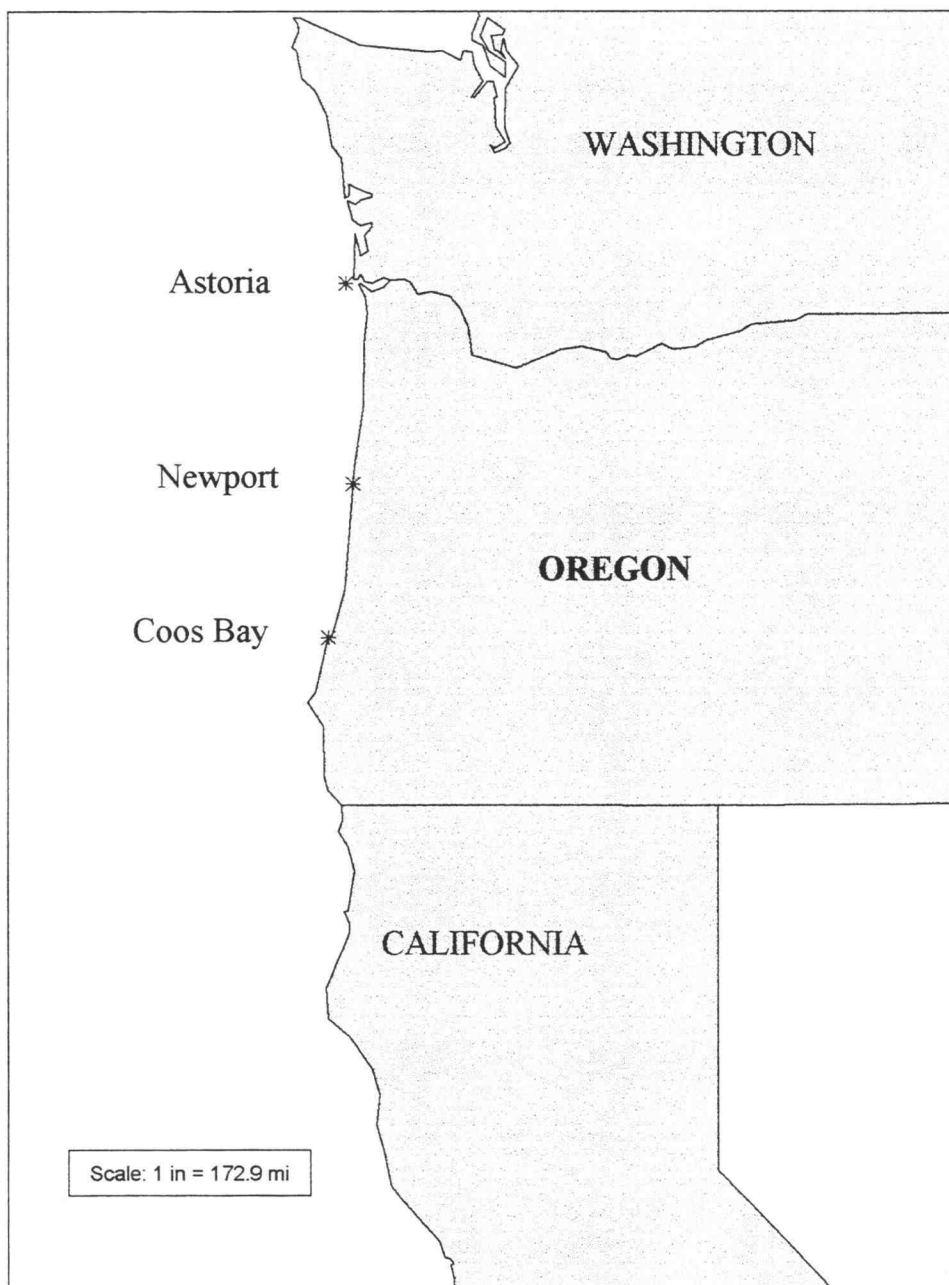 WASHINGTON
Astoria
Newport
OREGON
Coos Bay
CALIFORNIA
Scale: 1 in = 172.9 mi